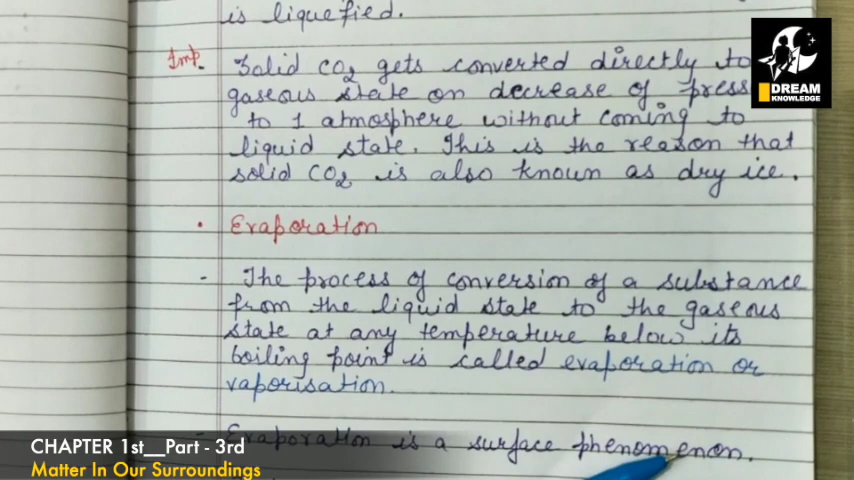 is liquefied.
Imp. Solid CO2 gets converted directly to
gaseous state on decrease of press
to 1 atmosphere without coming to
liquid state. This is the reason that
solid CO2 is also known as dry ice.
• Evaporation
- The process of conversion of a substance
from the liquid state to the gaseous
state at any temperature below its
boiling point is called evaporation or
vaporisation.
- Evaporation is a surface phenomenon.
DREAM
KNOWLEDGE
CHAPTER 1st__Part - 3rd
Matter In Our Surroundings